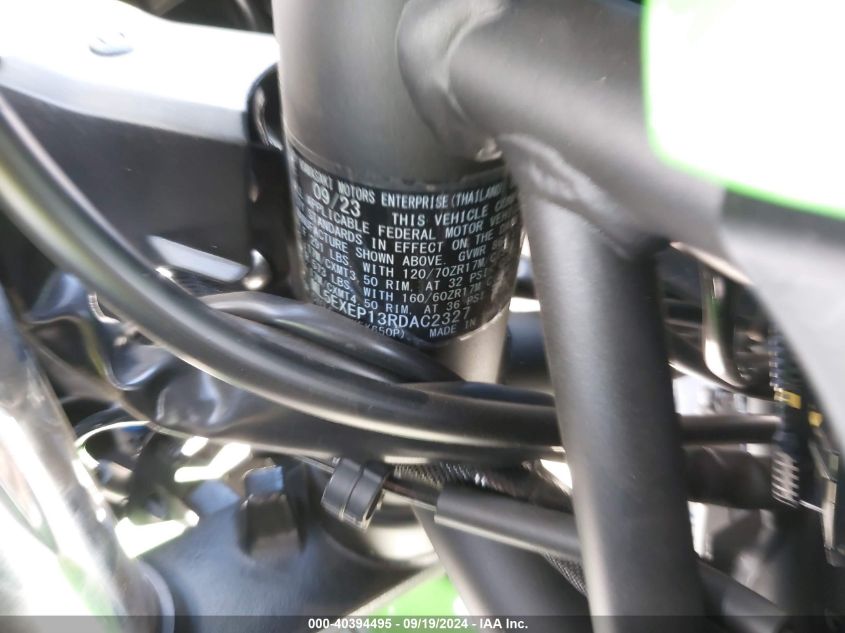 MOTORS ENTERPRISE (THAILAND)
09/23 THIS VEHICLE
APPLICABLE FEDERAL MOTOR
STANDARDS IN EFFECT ON THE
SHOWN ABOVE. GVWR
LBS. WITH 120/70ZR17M
MT3.50 RIM, AT 32 PSI
LBS. WITH 160/60ZR17M
MT4.50 RIM, AT 36 PSI
EXEP13RDAC2327
MADE IN
000-40394495 - 09/19/2024 - IAA Inc.